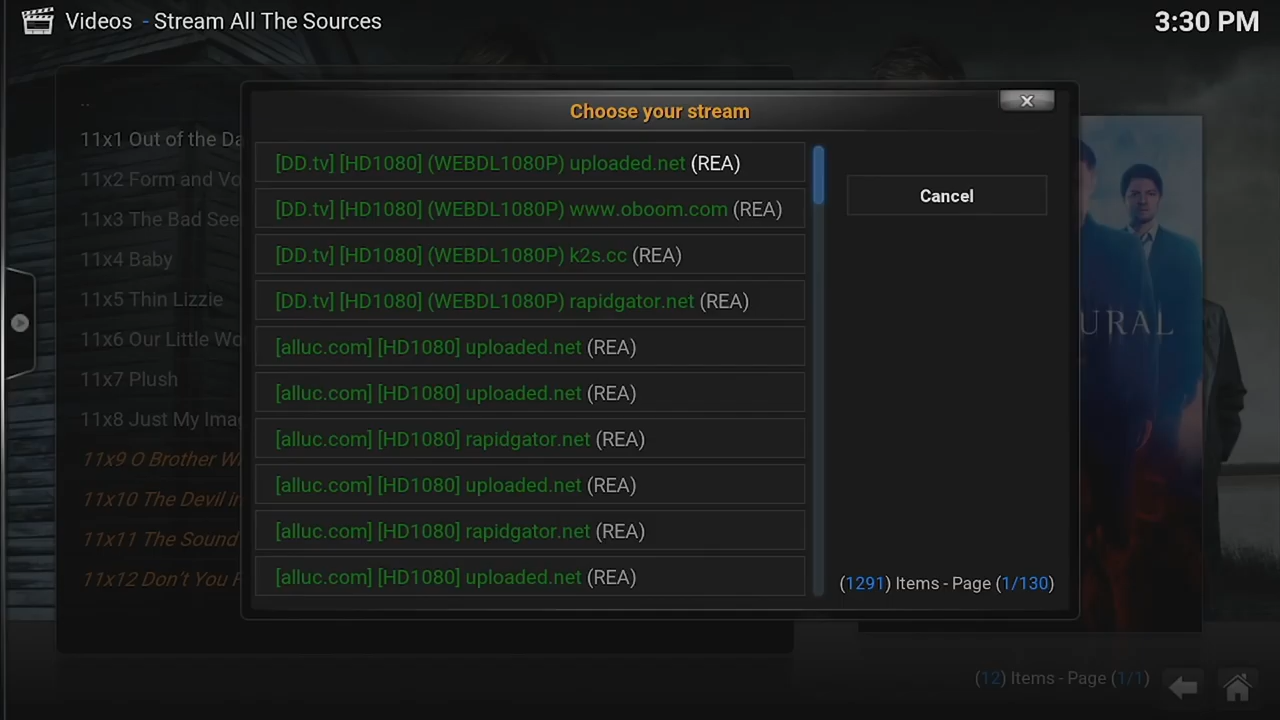 Videos - Stream All The Sources
3:30 PM
..
11x1 Out of the Da
11x2 Form and Vo
11x3 The Bad See
11x4 Baby
11x5 Thin Lizzie
11x6 Our Little Wo
11x7 Plush
11x8 Just My Imag
11x9 O Brother W
11x10 The Devil in
11x11 The Sound
11x12 Don't You F
Choose your stream
[DD.tv] [HD1080] (WEBDL1080P) uploaded.net (REA)
[DD.tv] [HD1080] (WEBDL1080P) www.oboom.com (REA)
[DD.tv] [HD1080] (WEBDL1080P) k2s.cc (REA)
[DD.tv] [HD1080] (WEBDL1080P) rapidgator.net (REA)
[alluc.com] [HD1080] uploaded.net (REA)
[alluc.com] [HD1080] uploaded.net (REA)
[alluc.com] [HD1080] rapidgator.net (REA)
[alluc.com] [HD1080] uploaded.net (REA)
[alluc.com] [HD1080] rapidgator.net (REA)
[alluc.com] [HD1080] uploaded.net (REA)
Cancel
(1291) Items - Page (1/130)
URAL
(12) Items - Page (1/1)